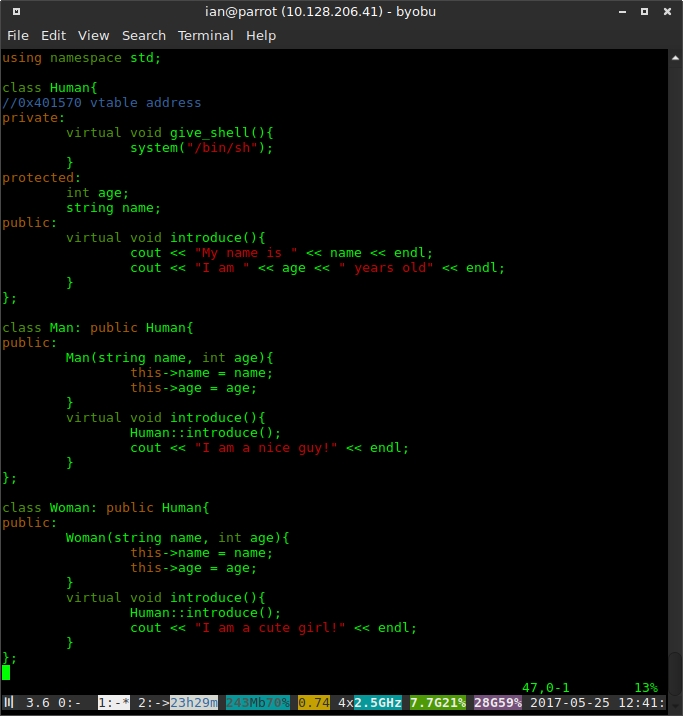 ian@parrot (10.128.206.41) - byobu
File Edit View Search Terminal Help
using namespace std;
class Human{
//0x401570 vtable address
private:
virtual void give_shell(){
system("/bin/sh");
}
protected:
int age;
string name;
public:
virtual void introduce(){
cout << "My name is " << name << endl;
cout << "I am " << age << " years old" << endl;
}
};
class Man: public Human{
public:
Man(string name, int age){
this->name = name;
this->age = age;
}
virtual void introduce(){
Human::introduce();
cout << "I am a nice guy!" << endl;
}
};
class Woman: public Human{
public:
Woman(string name, int age){
this->name = name;
this->age = age;
}
virtual void introduce(){
Human::introduce();
cout << "I am a cute girl!" << endl;
}
};
47,0-1 13%
3.6 0:- 1:-* 2:-> 23h29m 243Mb70% 0.74 4x2.5GHz 7.7G21% 28G59% 2017-05-25 12:41: